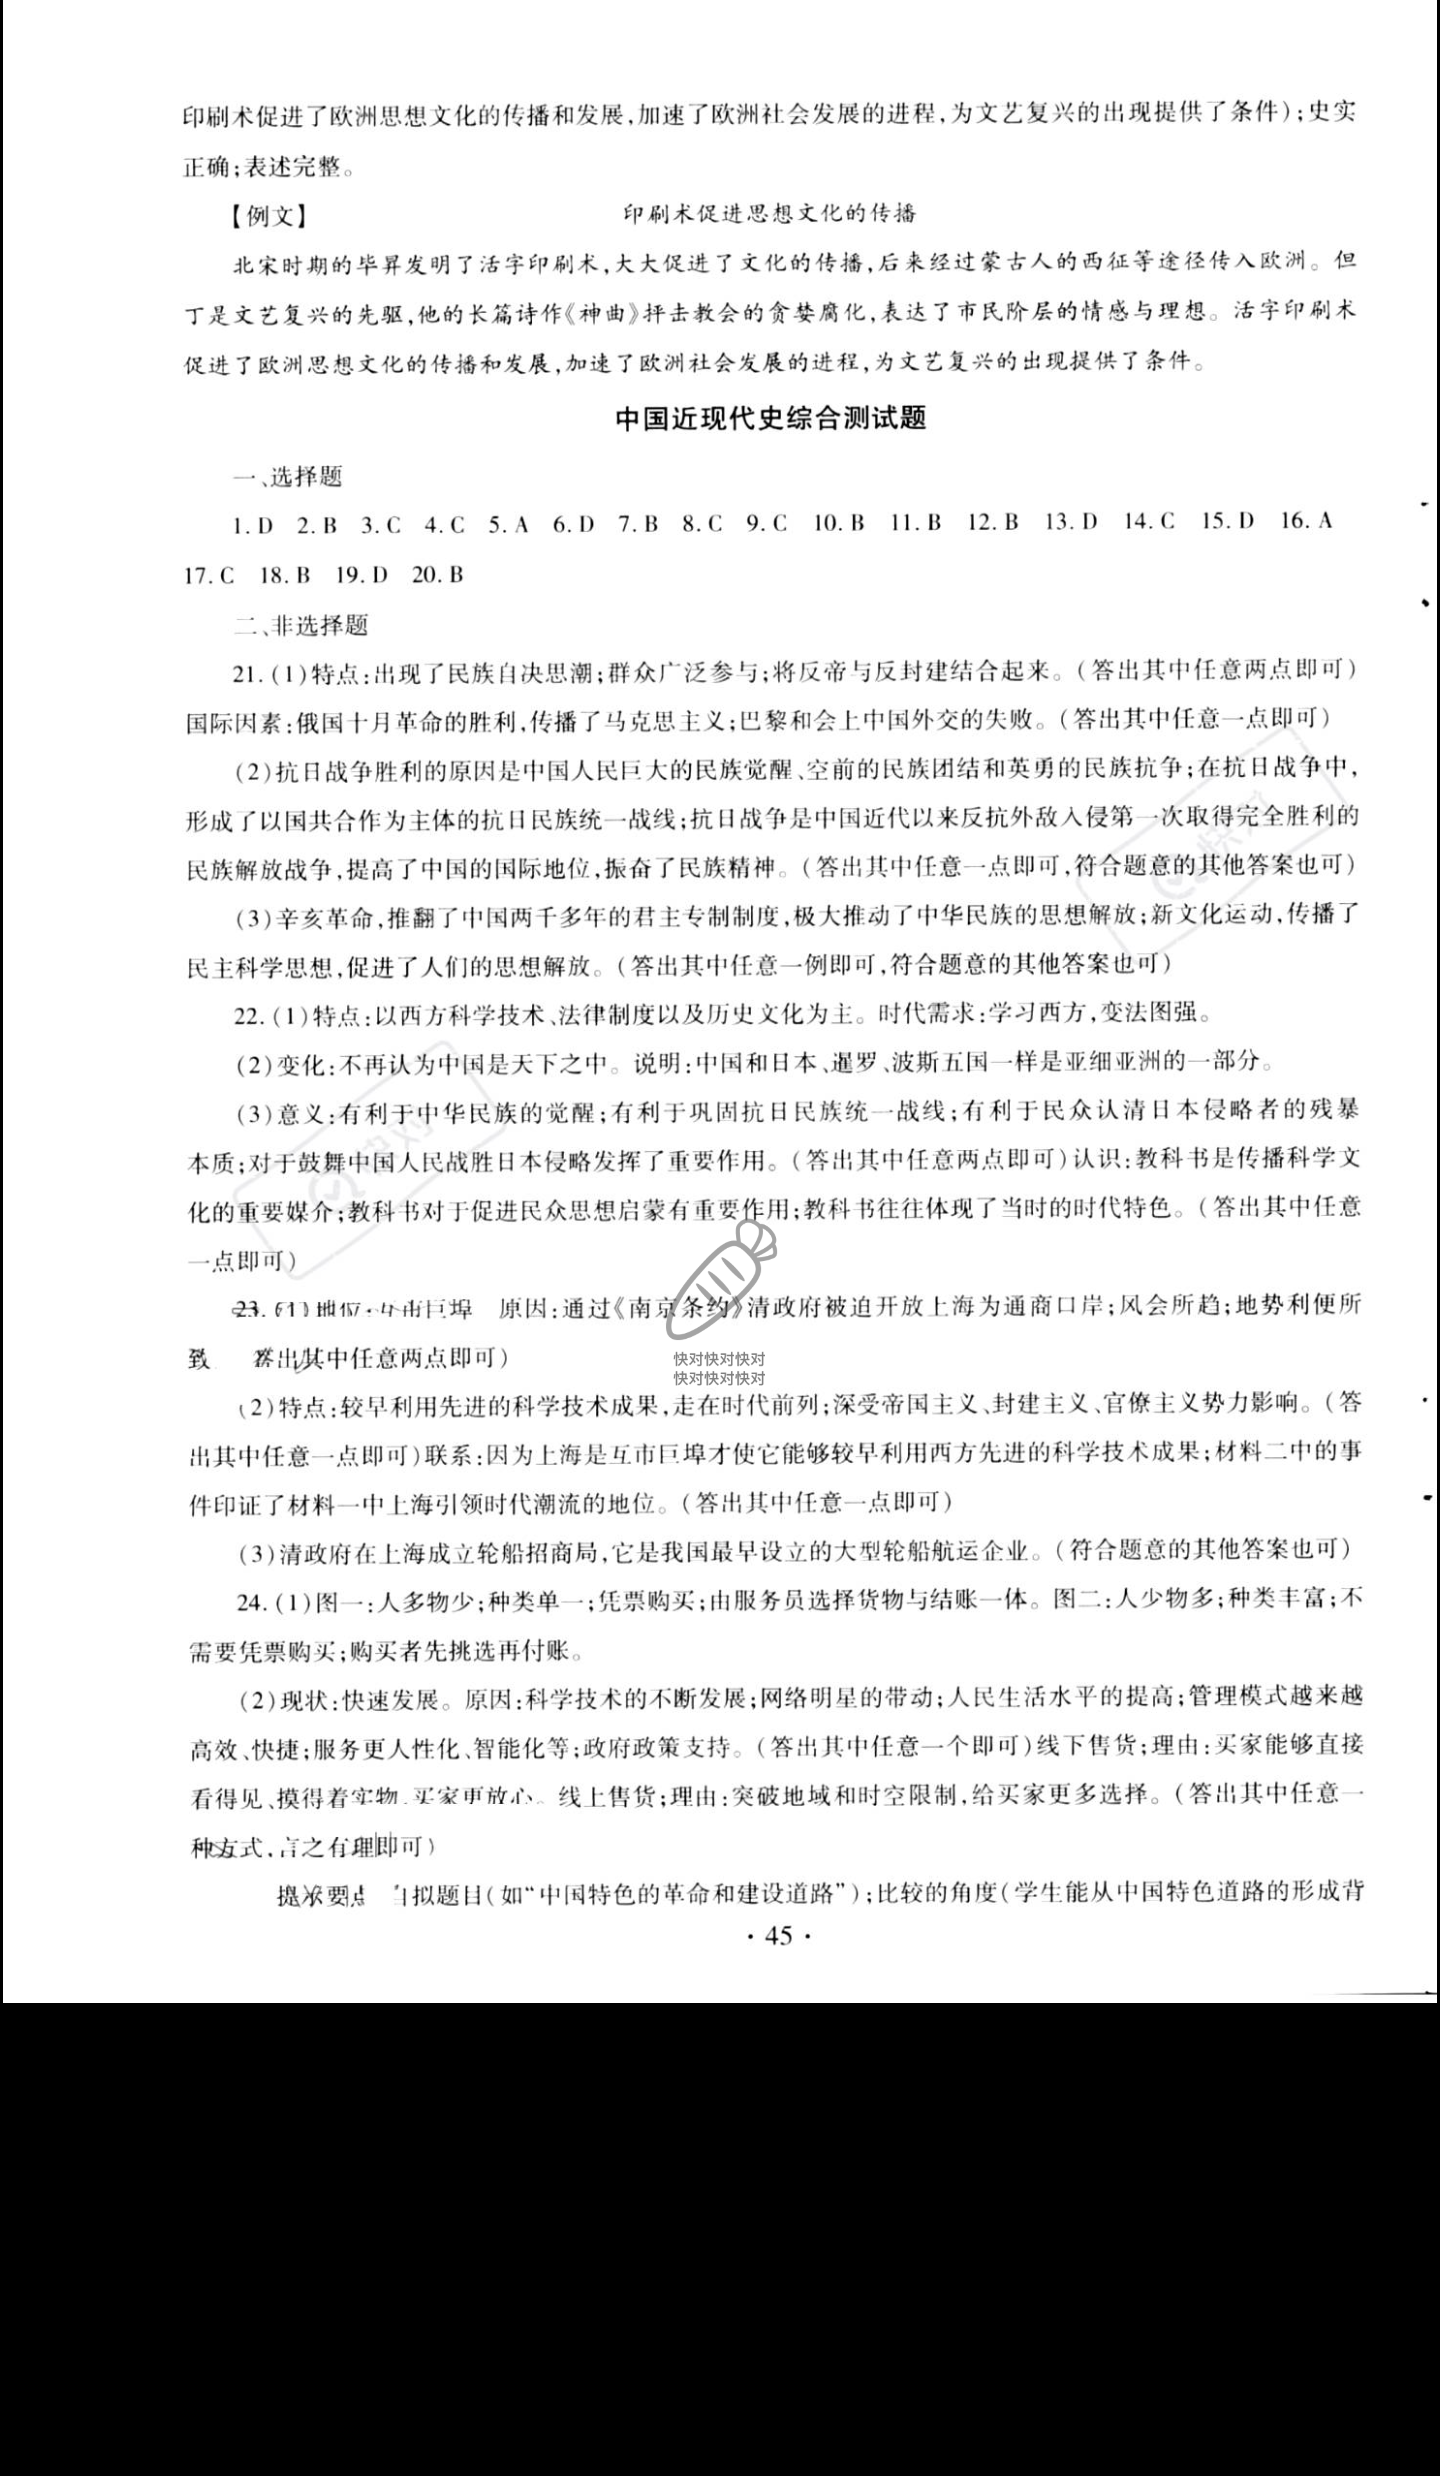 印刷术促进了欧洲思想文化的传播和发展,加速了欧洲社会发展的进程,为文艺复兴的出现提供了条件);史实
正确;表述完整。
【例文】 印刷术促进思想文化的传播
北宋时期的毕昇发明了活字印刷术,大大促进了文化的传播,后来经过蒙古人的西征等途径传入欧洲。但
丁是文艺复兴的先驱,他的长篇诗作《神曲》抨击教会的贪婪腐化,表达了市民阶层的情感与理想。活字印刷术
促进了欧洲思想文化的传播和发展,加速了欧洲社会发展的进程,为文艺复兴的出现提供了条件。
中国近现代史综合测试题
一、选择题
1. D 2. B 3. C 4. C 5. A 6. D 7. B 8. C 9. C 10. B 11. B 12. B 13. D 14. C 15. D 16. A
17. C 18. B 19. D 20. B
二、非选择题
21. (1)特点:出现了民族自决思潮;群众广泛参与;将反帝与反封建结合起来。(答出其中任意两点即可)
国际因素:俄国十月革命的胜利,传播了马克思主义;巴黎和会上中国外交的失败。(答出其中任意一点即可)
(2)抗日战争胜利的原因是中国人民巨大的民族觉醒、空前的民族团结和英勇的民族抗争;在抗日战争中,
形成了以国共合作为主体的抗日民族统一战线;抗日战争是中国近代以来反抗外敌入侵第一次取得完全胜利的
民族解放战争,提高了中国的国际地位,振奋了民族精神。(答出其中任意一点即可,符合题意的其他答案也可)
(3)辛亥革命,推翻了中国两千多年的君主专制制度,极大推动了中华民族的思想解放;新文化运动,传播了
民主科学思想,促进了人们的思想解放。(答出其中任意一例即可,符合题意的其他答案也可)
22. (1)特点:以西方科学技术、法律制度以及历史文化为主。时代需求:学习西方,变法图强。
(2)变化:不再认为中国是天下之中。说明:中国和日本、暹罗、波斯五国一样是亚细亚洲的一部分。
(3)意义:有利于中华民族的觉醒;有利于巩固抗日民族统一战线;有利于民众认清日本侵略者的残暴
本质;对于鼓舞中国人民战胜日本侵略发挥了重要作用。(答出其中任意两点即可)认识:教科书是传播科学文
化的重要媒介;教科书对于促进民众思想启蒙有重要作用;教科书往往体现了当时的时代特色。(答出其中任意
一点即可)
23. (1)地位:互市巨埠 原因:通过《南京条约》清政府被迫开放上海为通商口岸;风会所趋;地势利便所
致 答出其中任意两点即可)
(2)特点:较早利用先进的科学技术成果,走在时代前列;深受帝国主义、封建主义、官僚主义势力影响。(答
出其中任意一点即可)联系:因为上海是互市巨埠才使它能够较早利用西方先进的科学技术成果;材料二中的事
件印证了材料一中上海引领时代潮流的地位。(答出其中任意一点即可)
(3)清政府在上海成立轮船招商局,它是我国最早设立的大型轮船航运企业。(符合题意的其他答案也可)
24. (1)图一:人多物少;种类单一;凭票购买;由服务员选择货物与结账一体。图二:人少物多;种类丰富;不
需要凭票购买;购买者先挑选再付账。
(2)现状:快速发展。原因:科学技术的不断发展;网络明星的带动;人民生活水平的提高;管理模式越来越
高效、快捷;服务更人性化、智能化等;政府政策支持。(答出其中任意一个即可)线下售货;理由:买家能够直接
看得见、摸得着实物,买家更放心。线上售货;理由:突破地域和时空限制,给买家更多选择。(答出其中任意一
种方式,言之有理即可)
提示要点 自拟题目(如“中国特色的革命和建设道路”);比较的角度(学生能从中国特色道路的形成背
· 45 ·
快对快对快对
快对快对快对
快对
快对